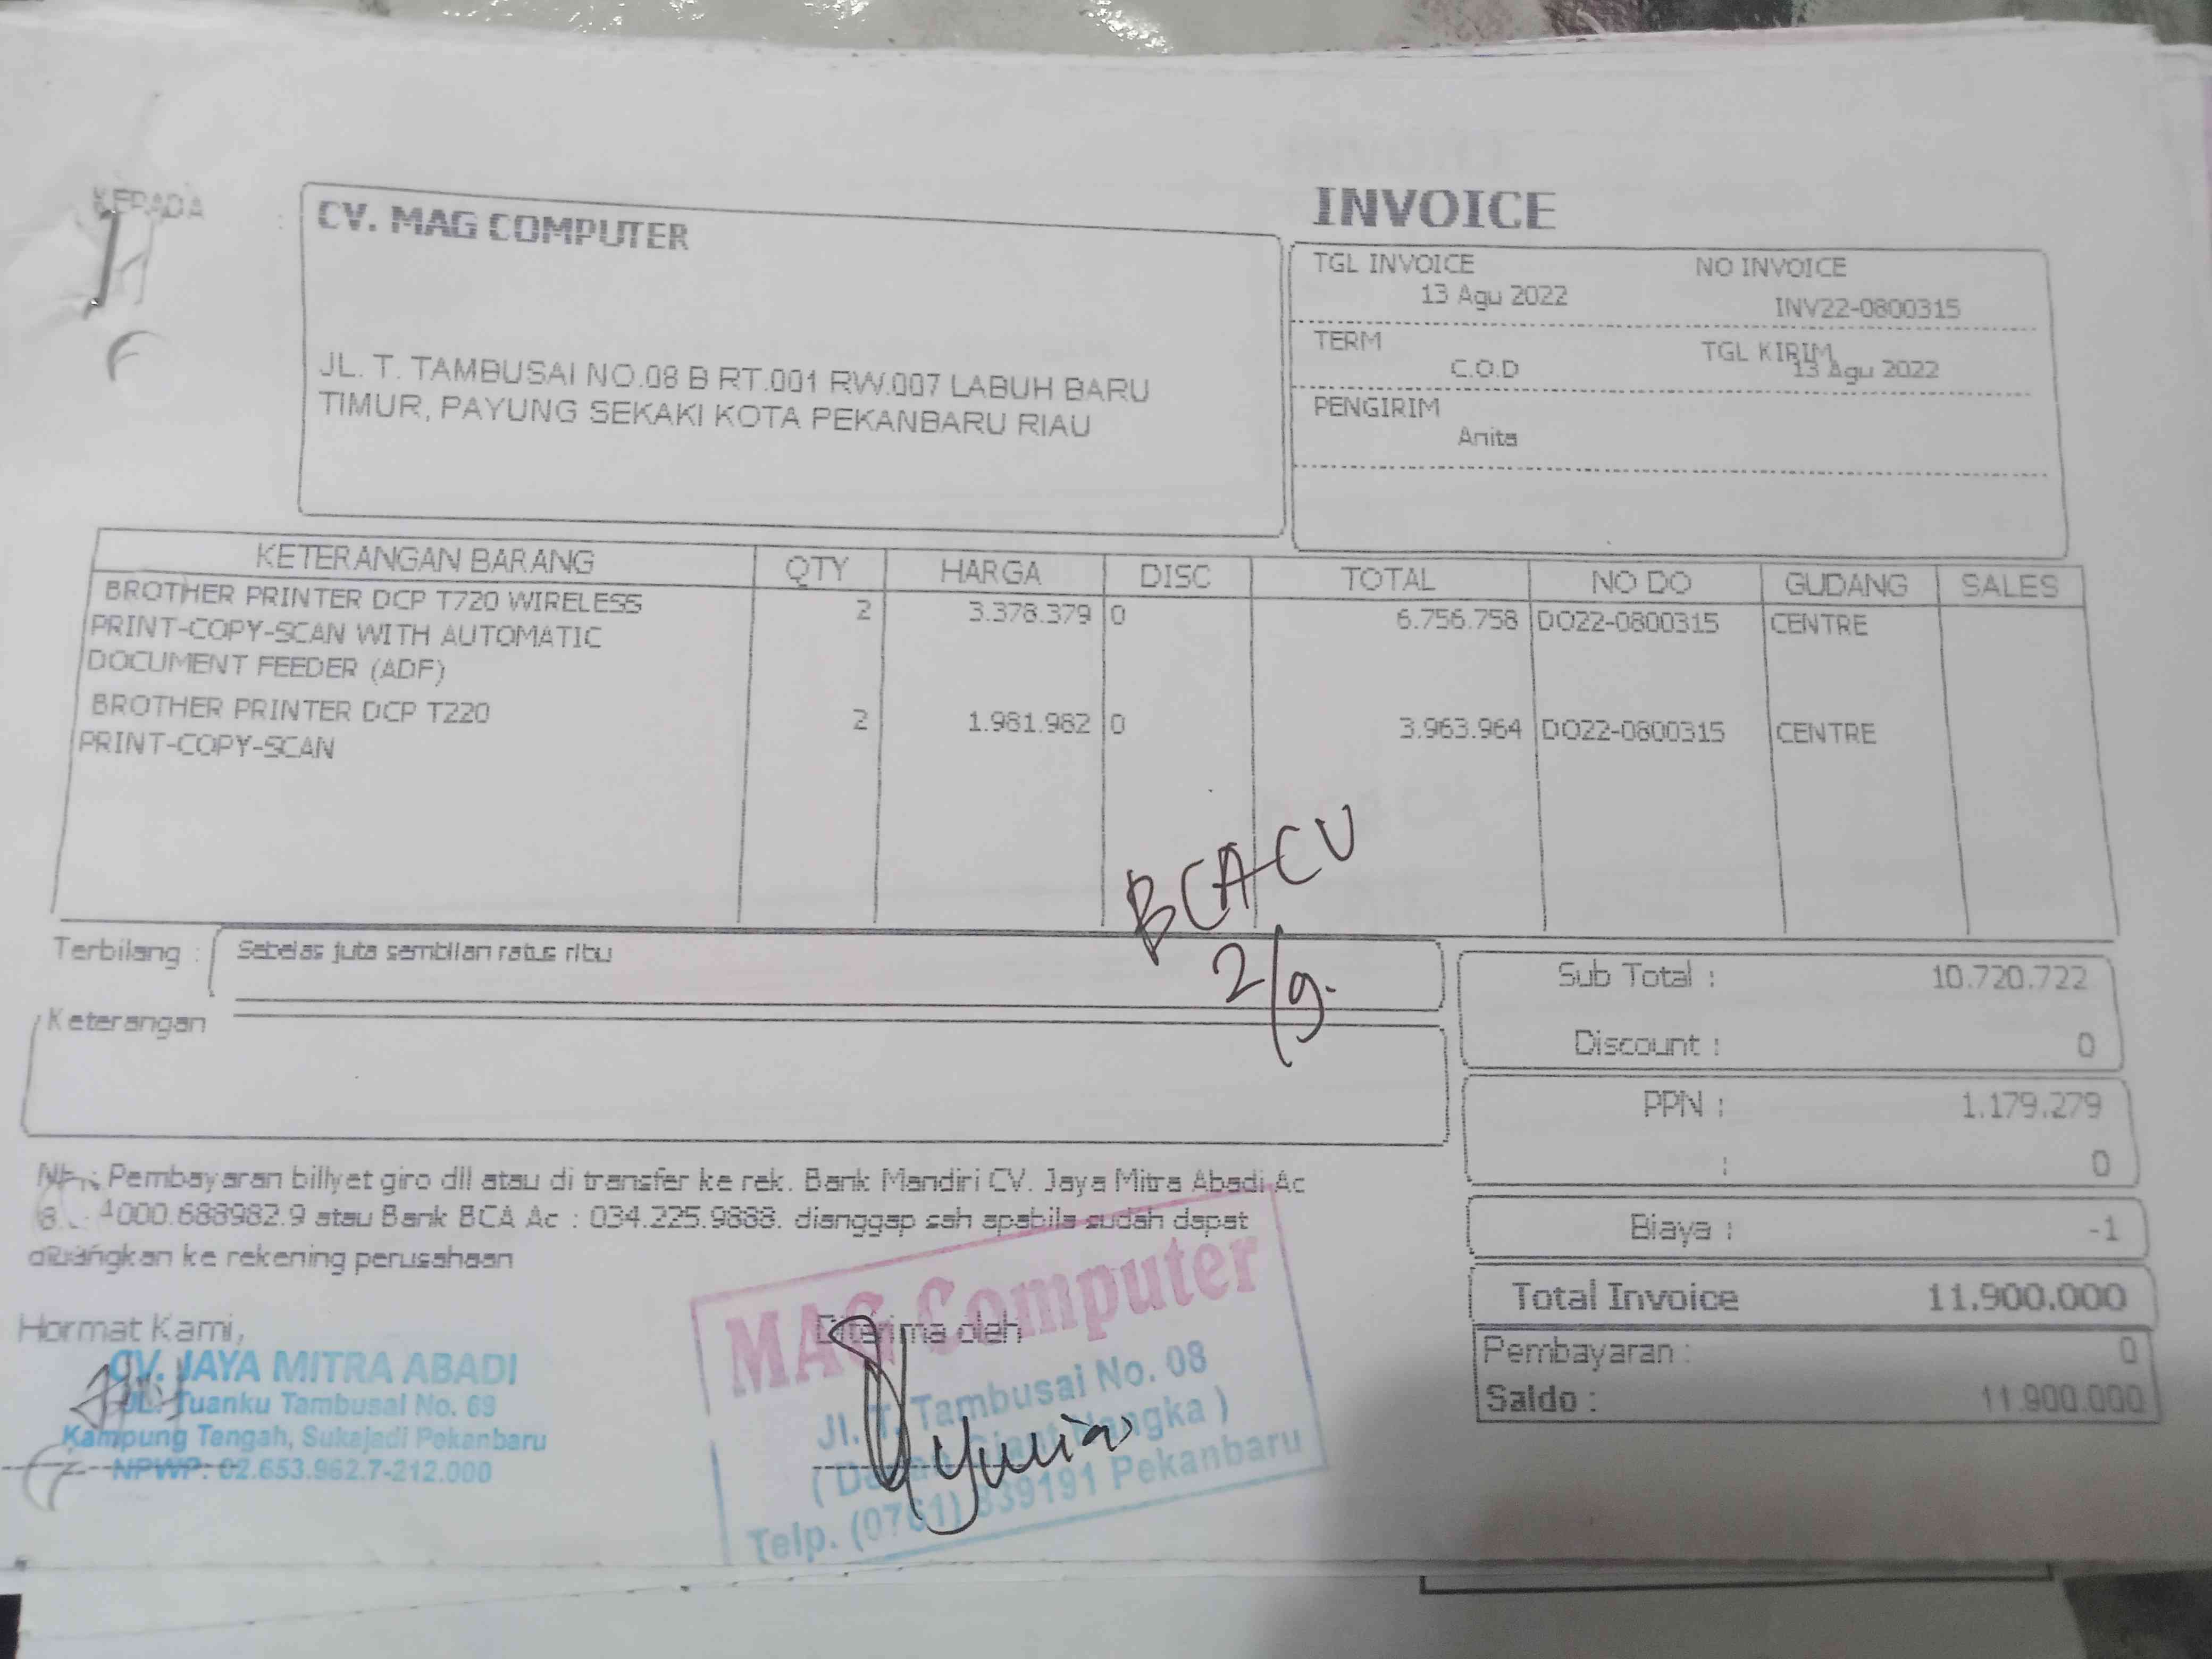 KEPADA :
CV. MAG COMPUTER
JL. T. TAMBUSAI NO.08 B RT.001 RW.007 LABUH BARU
TIMUR, PAYUNG SEKAKI KOTA PEKANBARU RIAU
INVOICE
TGL INVOICE NO INVOICE
13 Agu 2022 INV22-0800315
TERM TGL KIRIM
C.O.D 13 Agu 2022
PENGIRIM
Anita
KETERANGAN BARANG QTY HARGA DISC TOTAL NO DO GUDANG SALES
BROTHER PRINTER DCP T720 WIRELESS 2 3.378.379 0 6.756.758 DO22-0800315 CENTRE
PRINT-COPY-SCAN WITH AUTOMATIC
DOCUMENT FEEDER (ADF)
BROTHER PRINTER DCP T220 2 1.981.982 0 3.963.964 DO22-0800315 CENTRE
PRINT-COPY-SCAN
BCA CV
2/9.
Terbilang : Sebelas juta sembilan ratus ribu
Keterangan
Sub Total : 10.720.722
Discount : 0
PPN : 1.179.279
: 0
Biaya : -1
Total Invoice 11.900.000
Pembayaran : 0
Saldo : 11.900.000
Pembayaran billyet giro dll atau di transfer ke rek. Bank Mandiri CV. Jaya Mitra Abadi Ac
000.688982.9 atau Bank BCA Ac : 034.225.9888. dianggap sah apabila sudah dapat
diuangkan ke rekening perusahaan
Hormat Kami,
CV. JAYA MITRA ABADI
JL. Tuanku Tambusai No. 69
Kampung Tengah, Sukajadi Pekanbaru
NPWP: 02.653.962.7-212.000
Diterima oleh
MAG Computer
Jl. T. Tambusai No. 08
( Nangka )
Telp. (0761) 839191 Pekanbaru